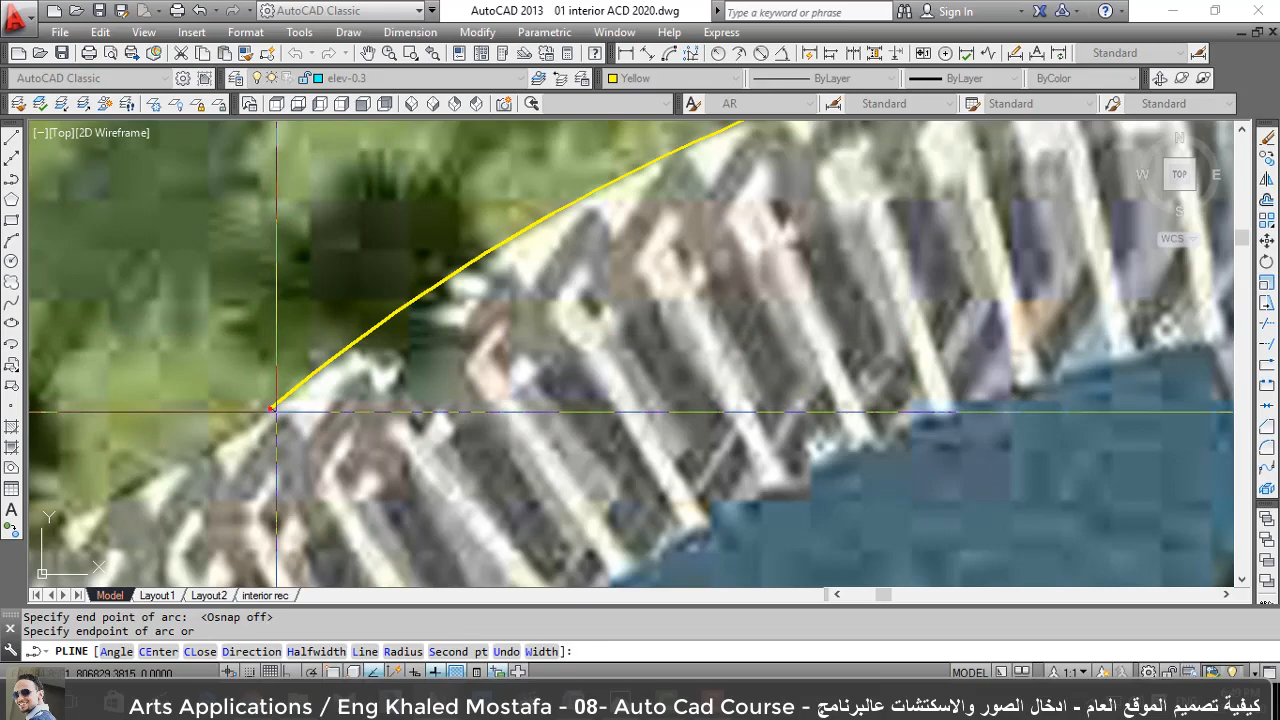 AutoCAD Classic
AutoCAD 2013 01 interior ACD 2020.dwg
Type a keyword or phrase
Sign In
File Edit View Insert Format Tools Draw Dimension Modify Parametric Window Help Express
Standard
AutoCAD Classic
elev-0.3
Yellow
ByLayer
ByLayer
ByColor
AR
Standard
Standard
Standard
[−][Top][2D Wireframe]
N
W TOP E
S
WCS
Y
X
Model Layout1 Layout2 interior rec
Specify end point of arc: <Osnap off>
Specify endpoint of arc or
PLINE [Angle CEnter CLose Direction Halfwidth Line Radius Second pt Undo Width]:
MODEL
1:1
Arts Applications / Eng Khaled Mostafa - 08- Auto Cad Course - كيفية تصميم الموقع العام - ادخال الصور والاسكتشات عالبرنامج